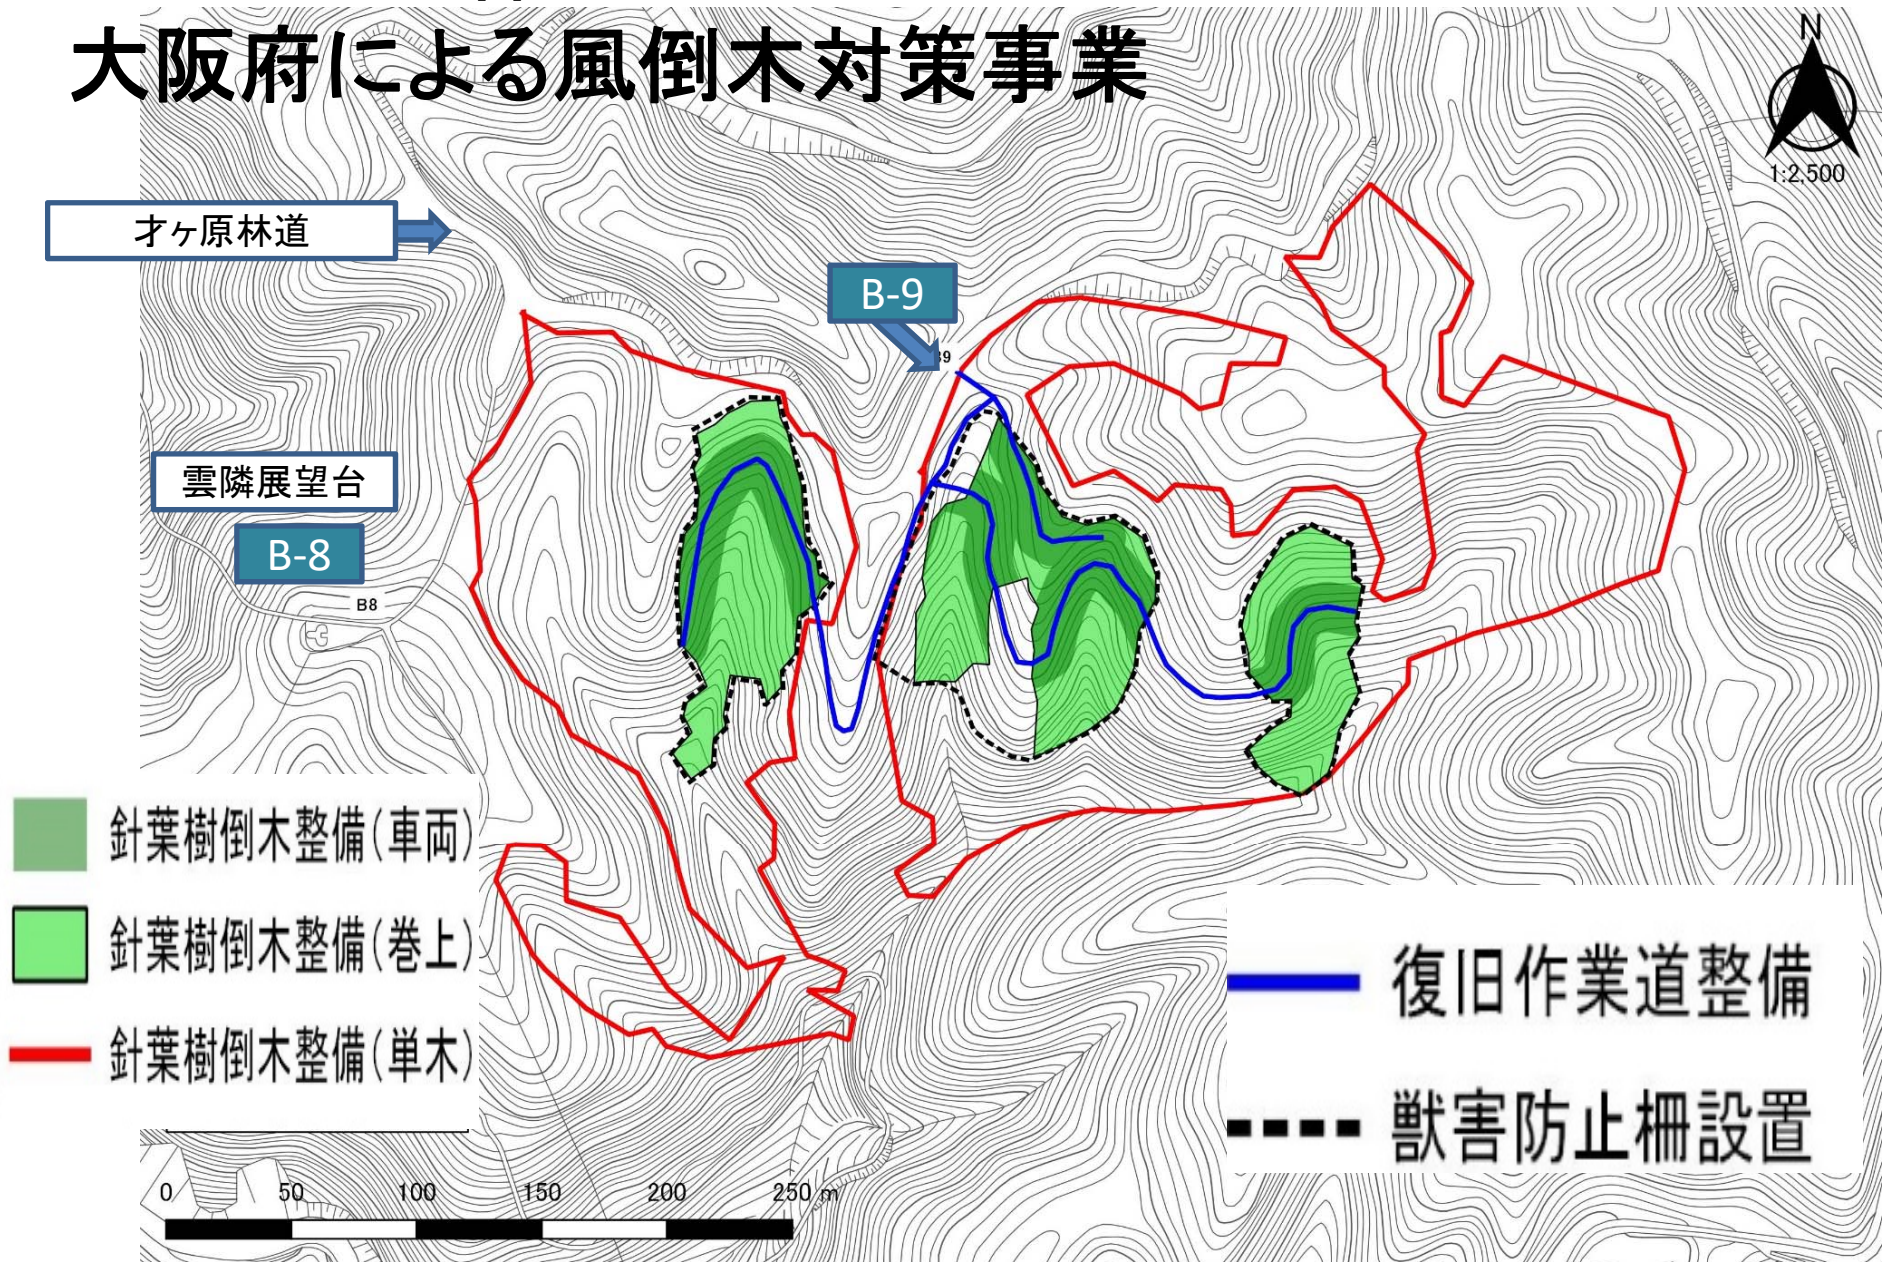 大阪府による風倒木対策事業
N
1:2,500
才ヶ原林道
B-9
雲隣展望台
B-8
B8
針葉樹倒木整備(車両)
針葉樹倒木整備(巻上)
針葉樹倒木整備(単木)
復旧作業道整備
獣害防止柵設置
0 50 100 150 200 250 m